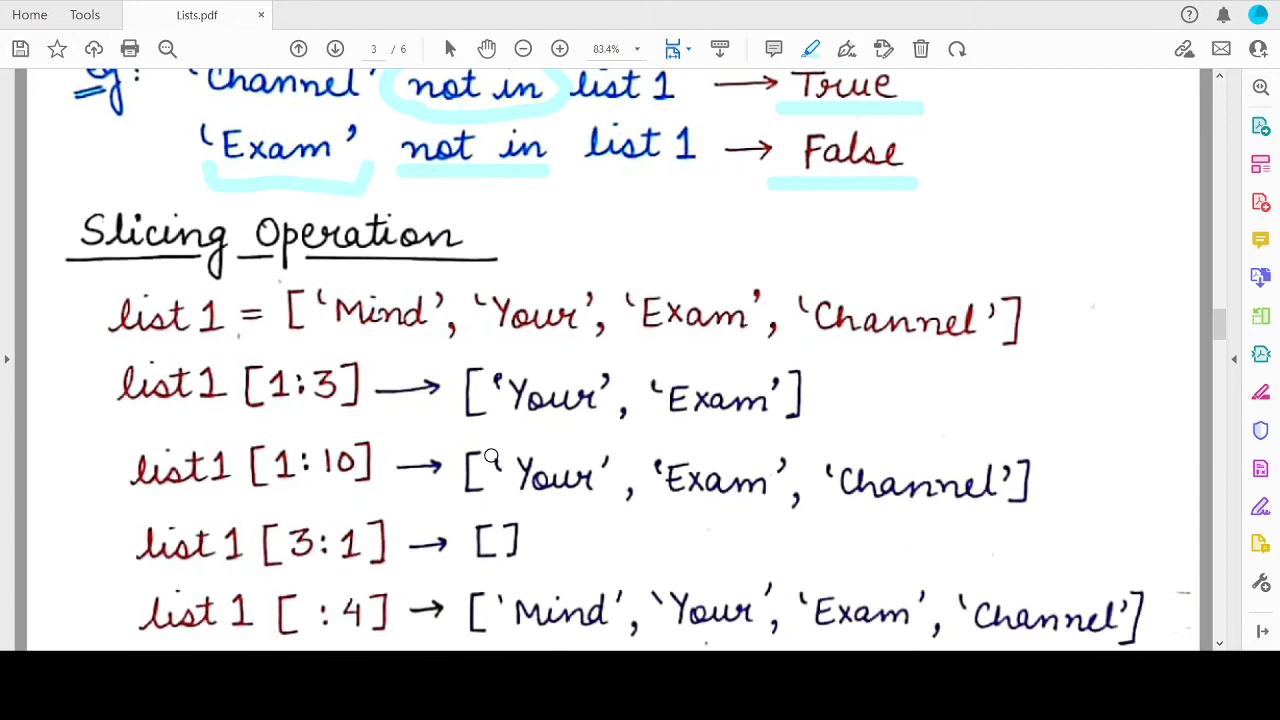 Home Tools Lists.pdf ×
3 / 6 83.4%
Eg: 'Channel' not in list 1 → True
'Exam' not in list 1 → False
Slicing Operation
list 1 = ['Mind', 'Your', 'Exam', 'Channel']
list1 [1:3] → ['Your', 'Exam']
list1 [1:10] → ['Your', 'Exam', 'Channel']
list 1 [3:1] → []
list 1 [ :4] → ['Mind', 'Your', 'Exam', 'Channel']